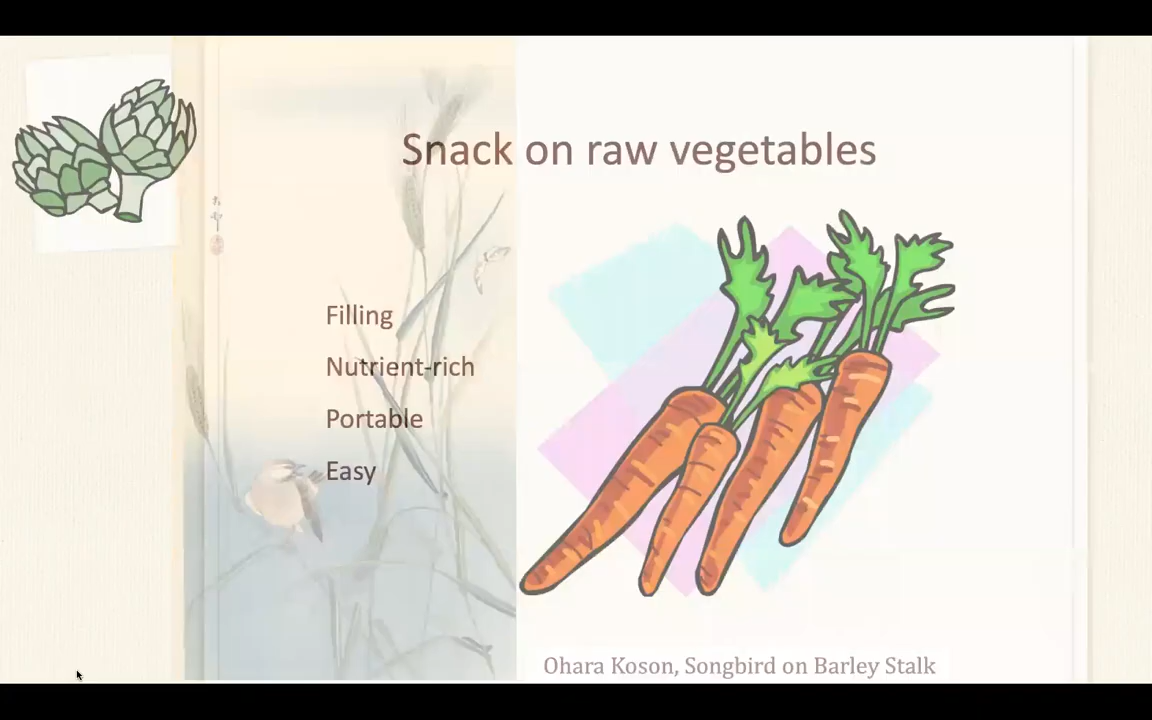 Snack on raw vegetables
Filling
Nutrient-rich
Portable
Easy
Ohara Koson, Songbird on Barley Stalk